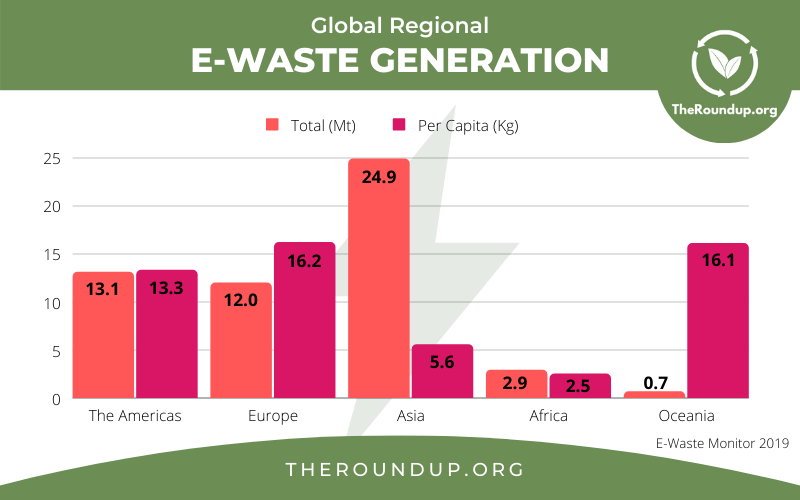 Global Regional
E-WASTE GENERATION
TheRoundup.org
Total (Mt) Per Capita (Kg)
25
20
15
10
5
0
13.1 13.3 12.0 16.2 24.9 5.6 2.9 2.5 0.7 16.1
The Americas Europe Asia Africa Oceania
E-Waste Monitor 2019
THEROUNDUP.ORG